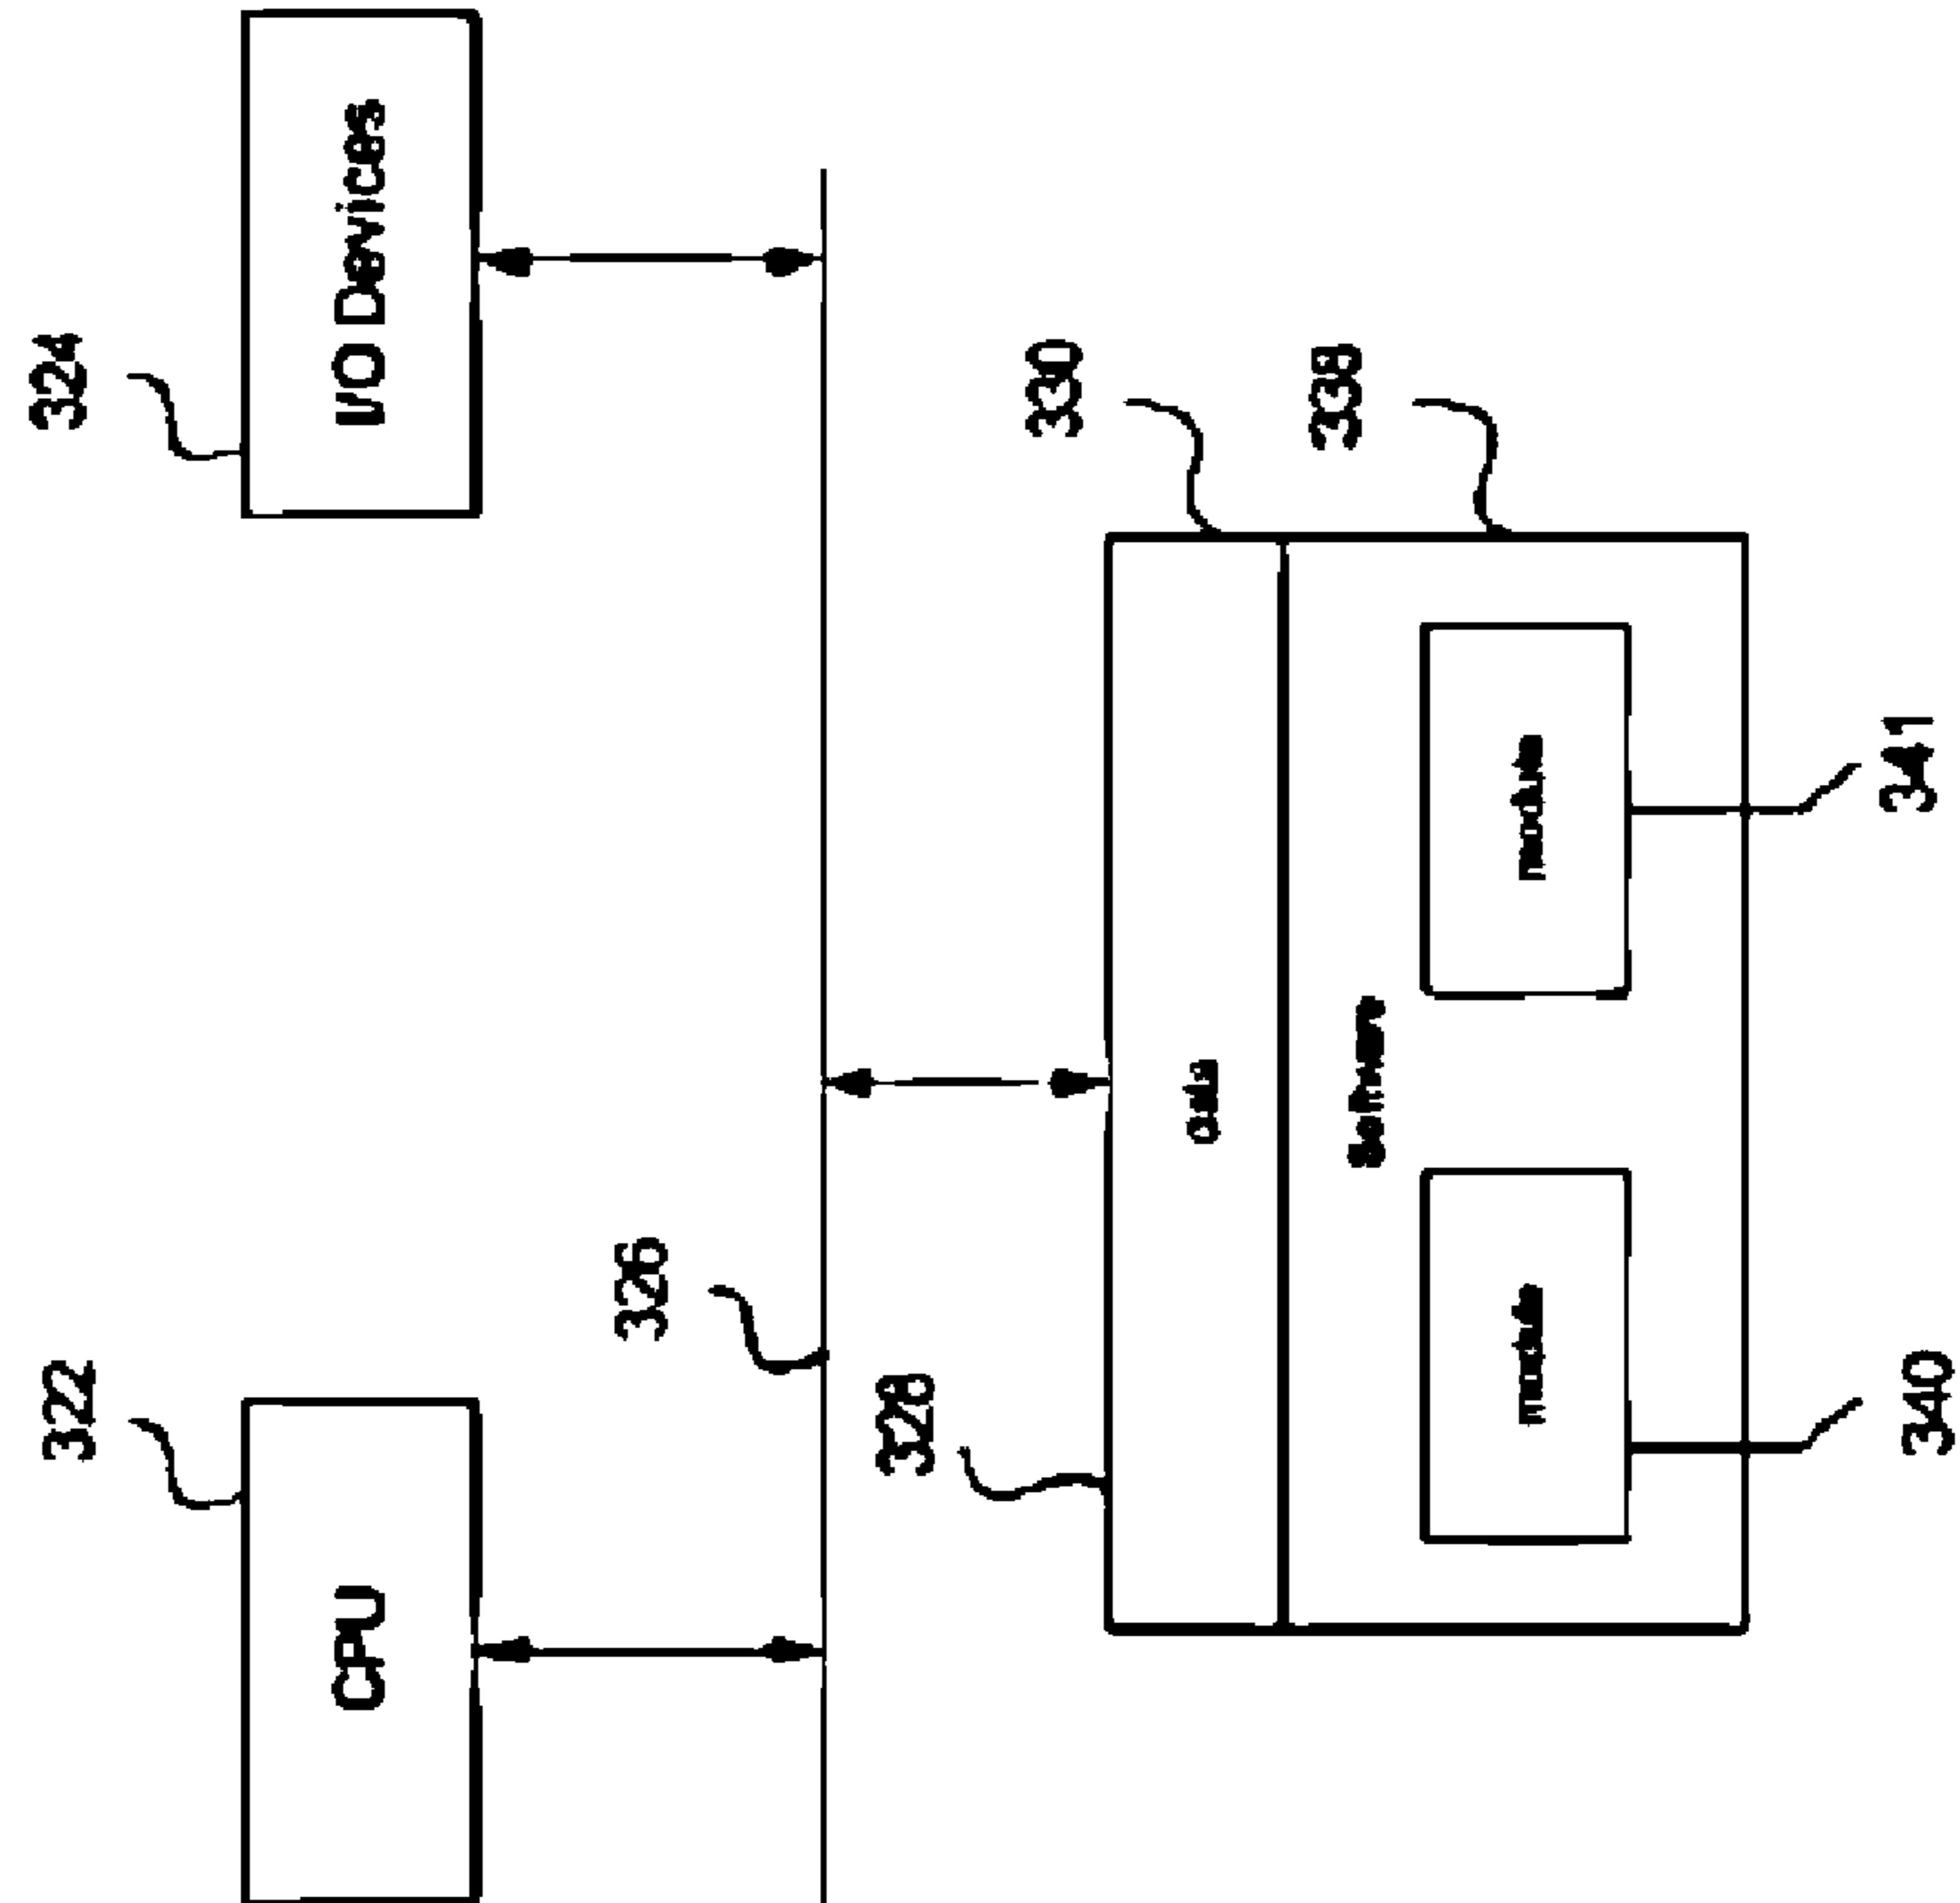 322
324
CPU
I/O Devices
326
328
330
data
338
Software
module
module
340
341